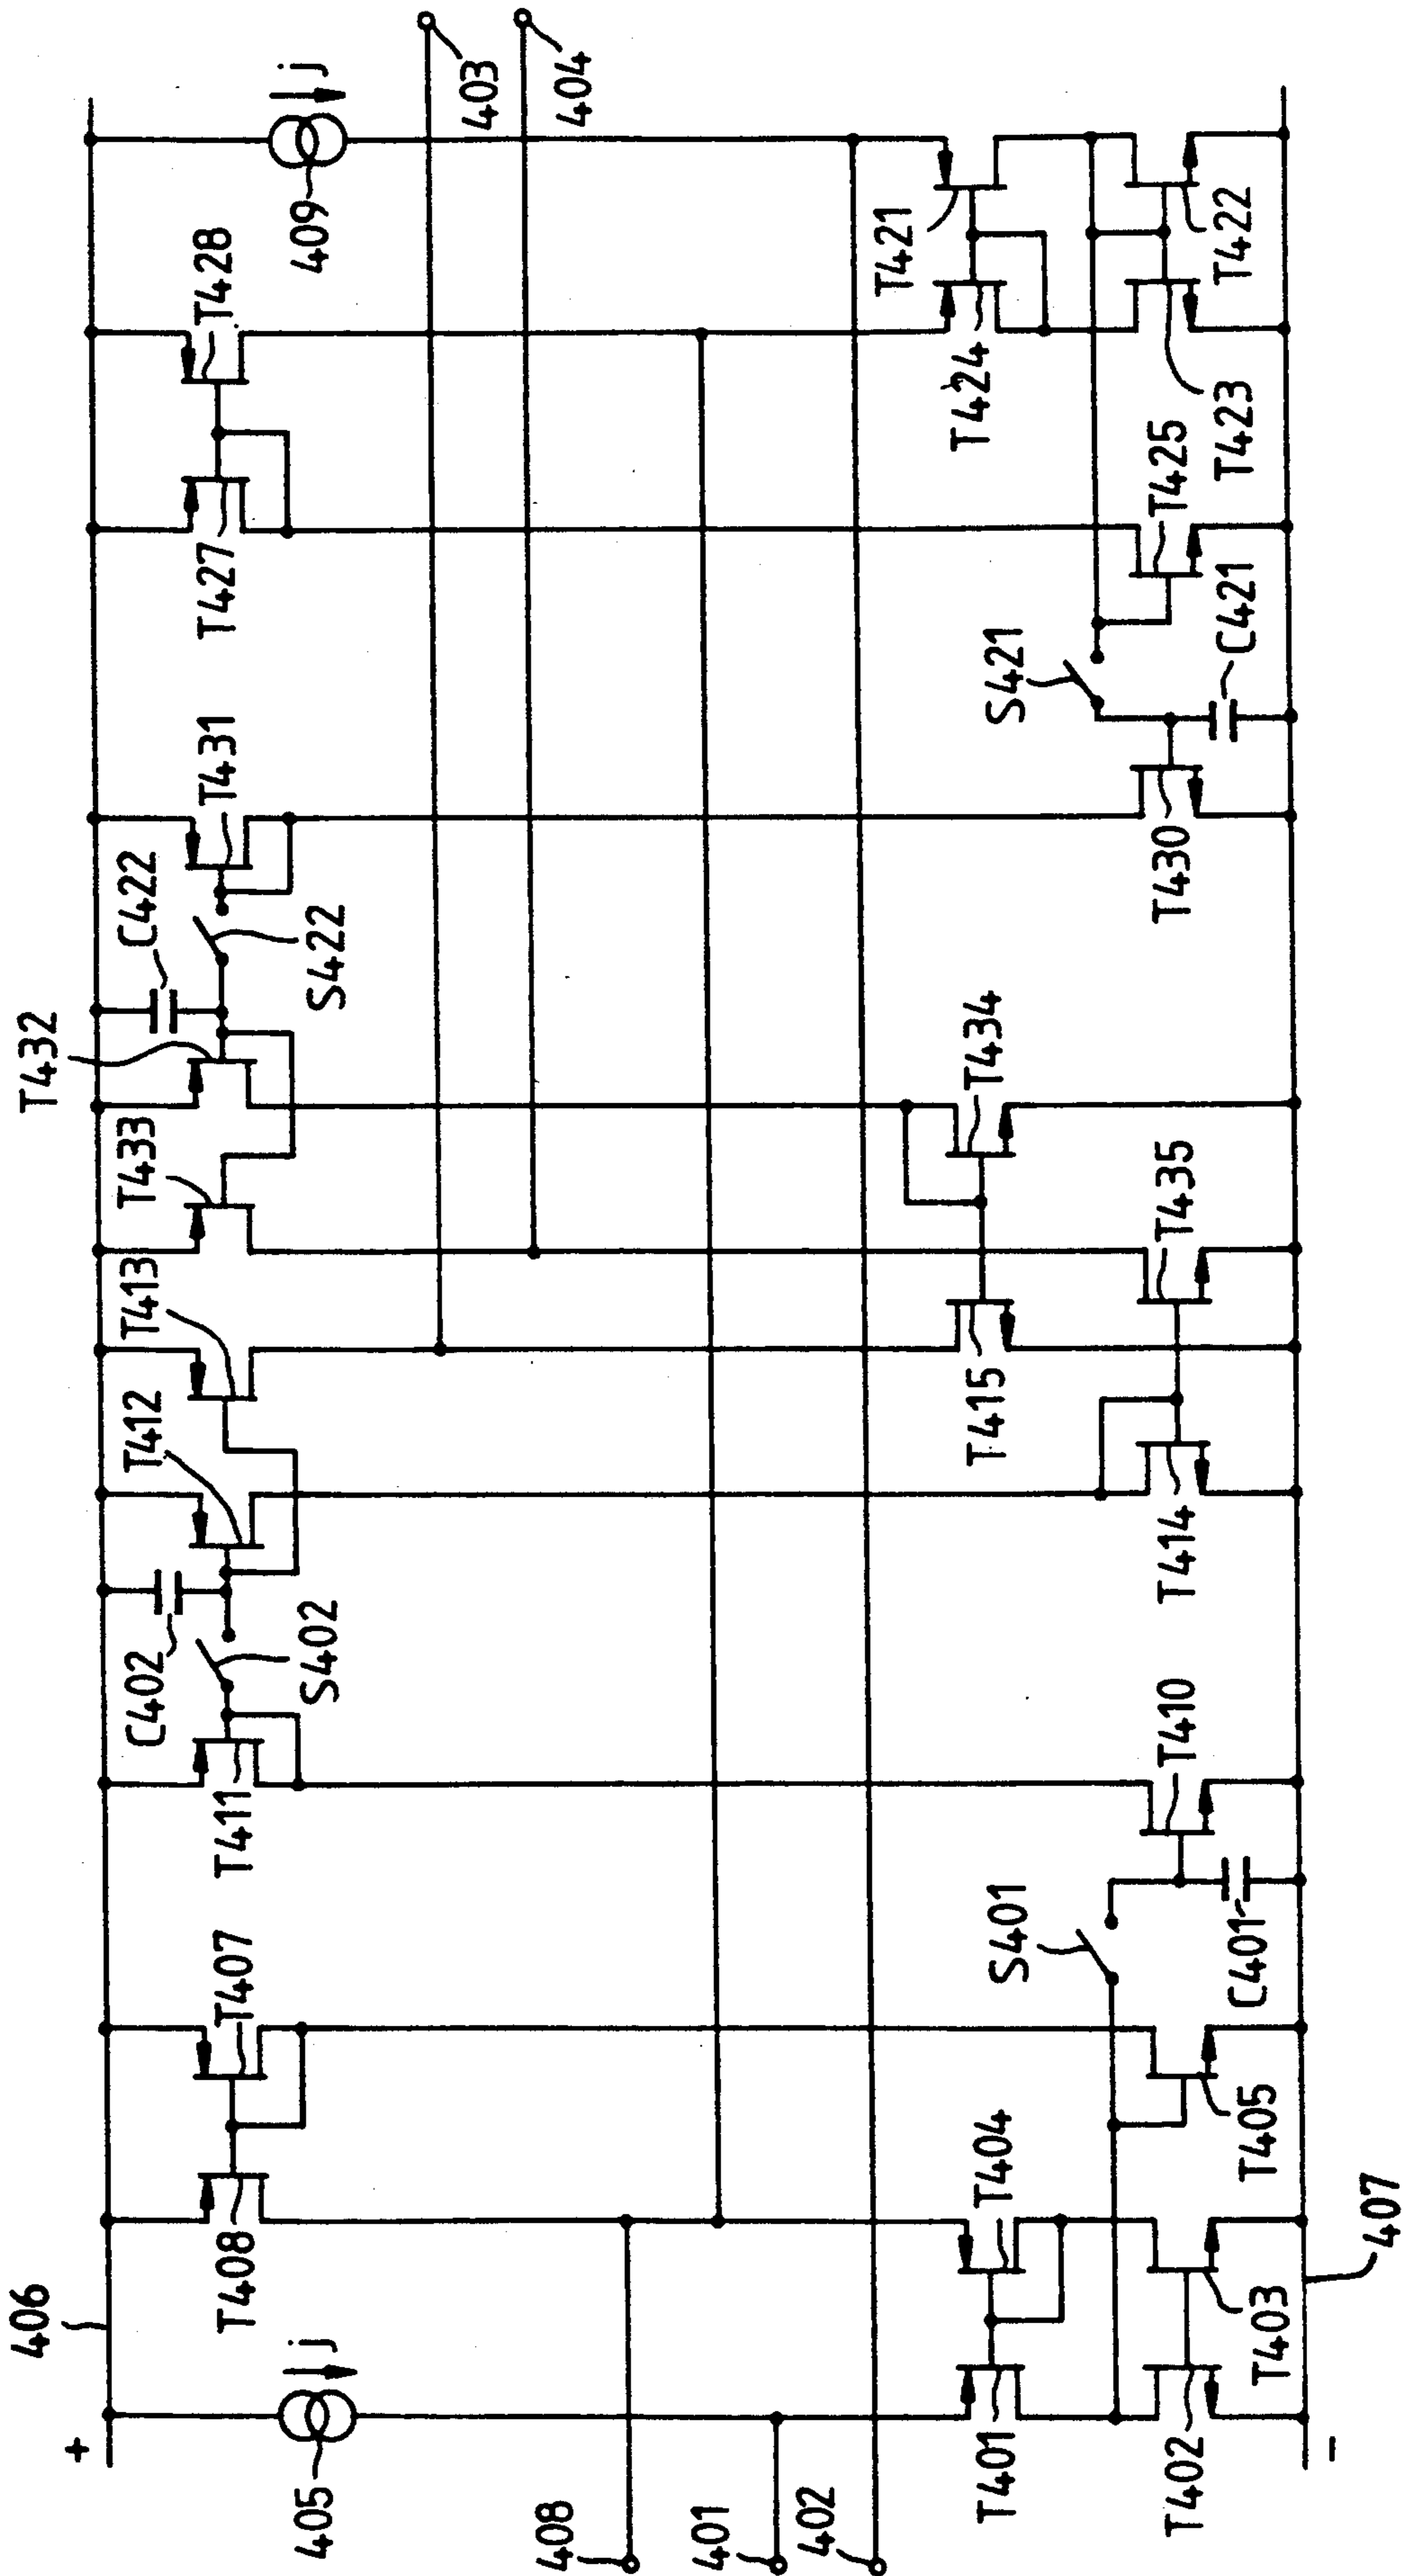 +
406
405
j
408
401
402
T408
T407
T401
T404
T402
T403
T405
407
–
S401
C401
T410
T411
S402
C402
T412
T413
T414
T415
T433
T432
T435
T434
C422
S422
T431
T430
S421
C421
T425
T427
T428
T424
T423
T421
T422
409
j
403
404